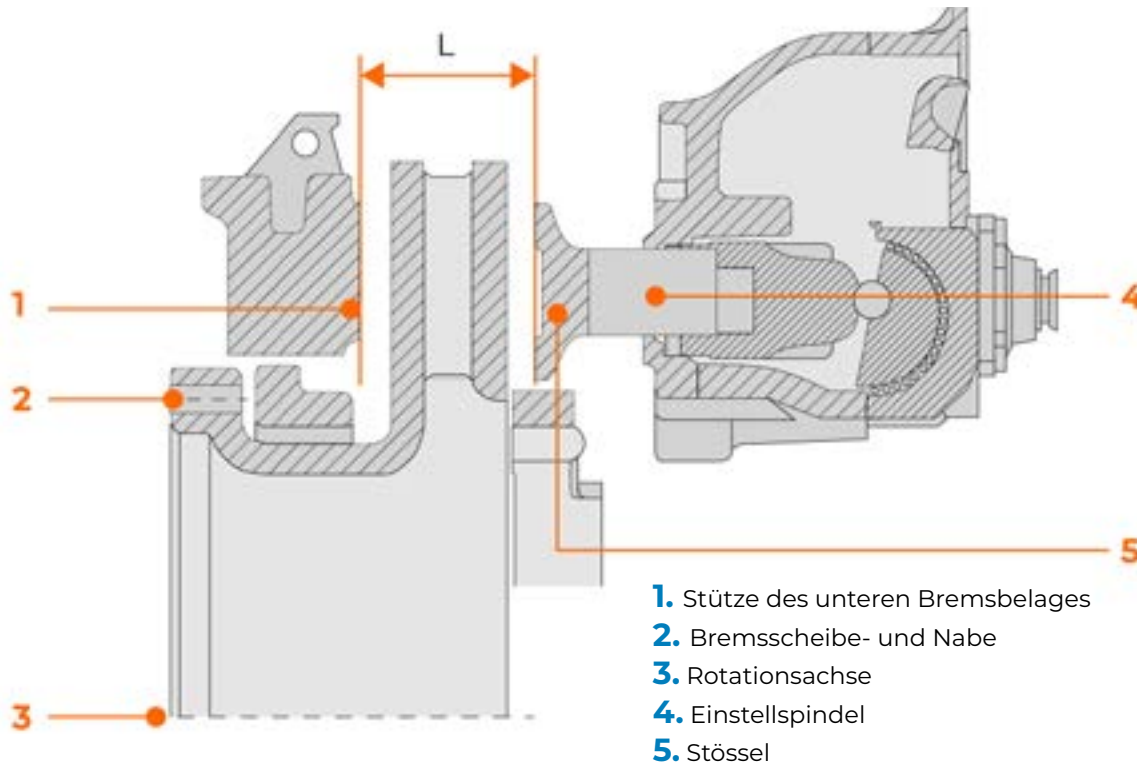 L
1
2
3
4
5
1. Stütze des unteren Bremsbelages
2. Bremsscheibe- und Nabe
3. Rotationsachse
4. Einstellspindel
5. Stössel